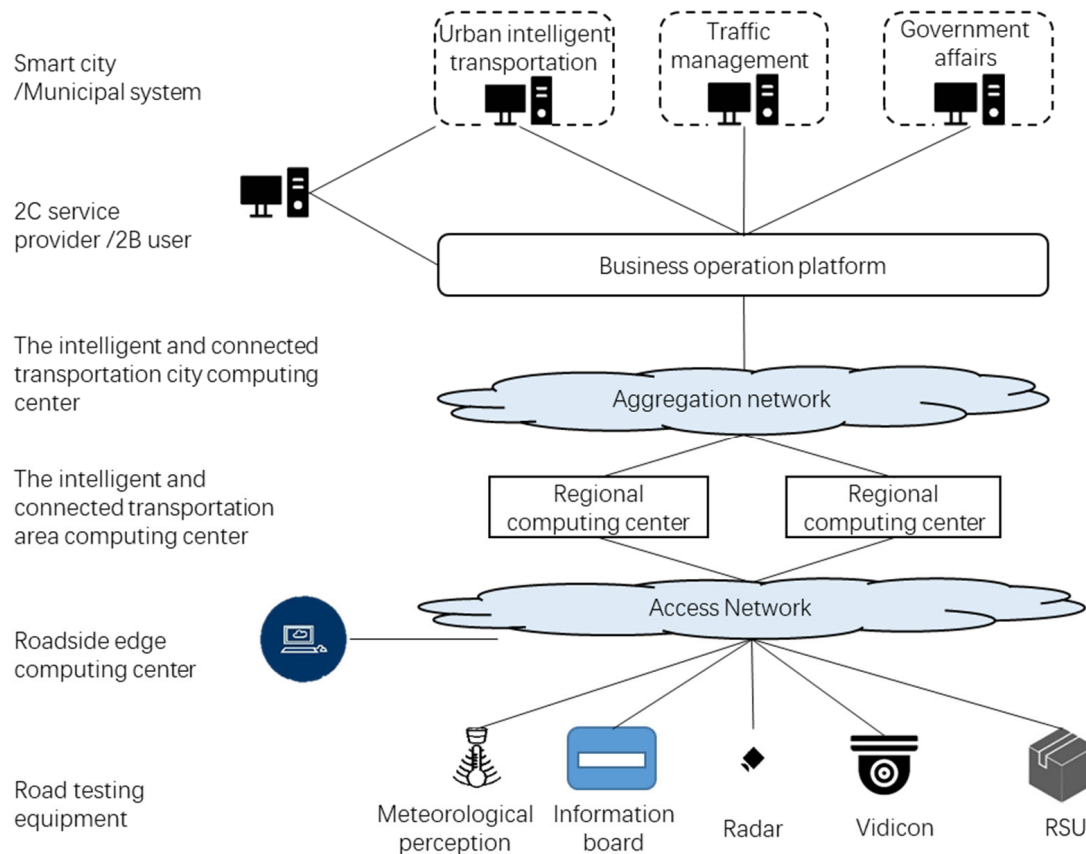 Urban intelligent
transportation
Traffic
management
Government
affairs
Smart city
/Municipal system
2C service
provider /2B user
Business operation platform
The intelligent and connected
transportation city computing
center
Aggregation network
The intelligent and
connected transportation
area computing center
Regional
computing center
Regional
computing center
Access Network
Roadside edge
computing center
Road testing
equipment
Meteorological
perception
Information
board
Radar
Vidicon
RSU